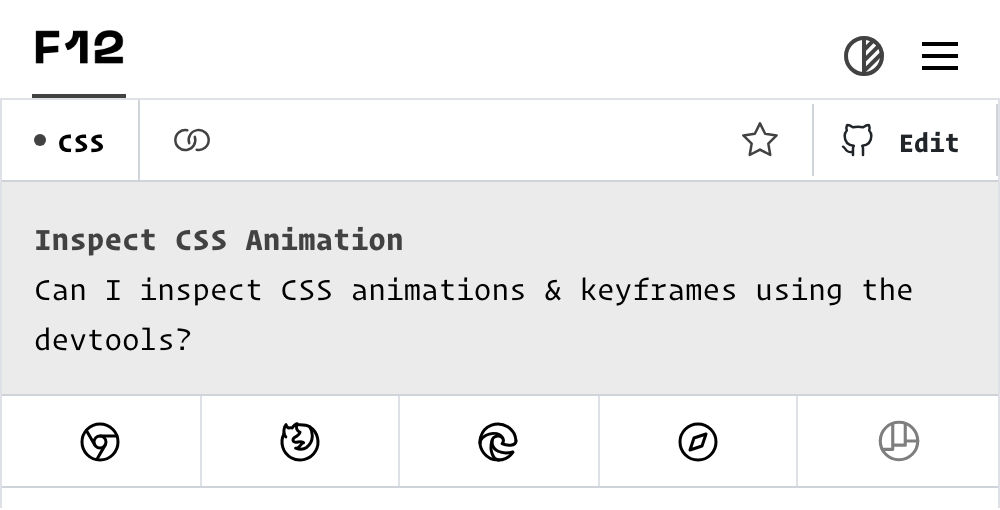 F12
CSS
Edit
Inspect CSS Animation
Can I inspect CSS animations & keyframes using the
devtools?